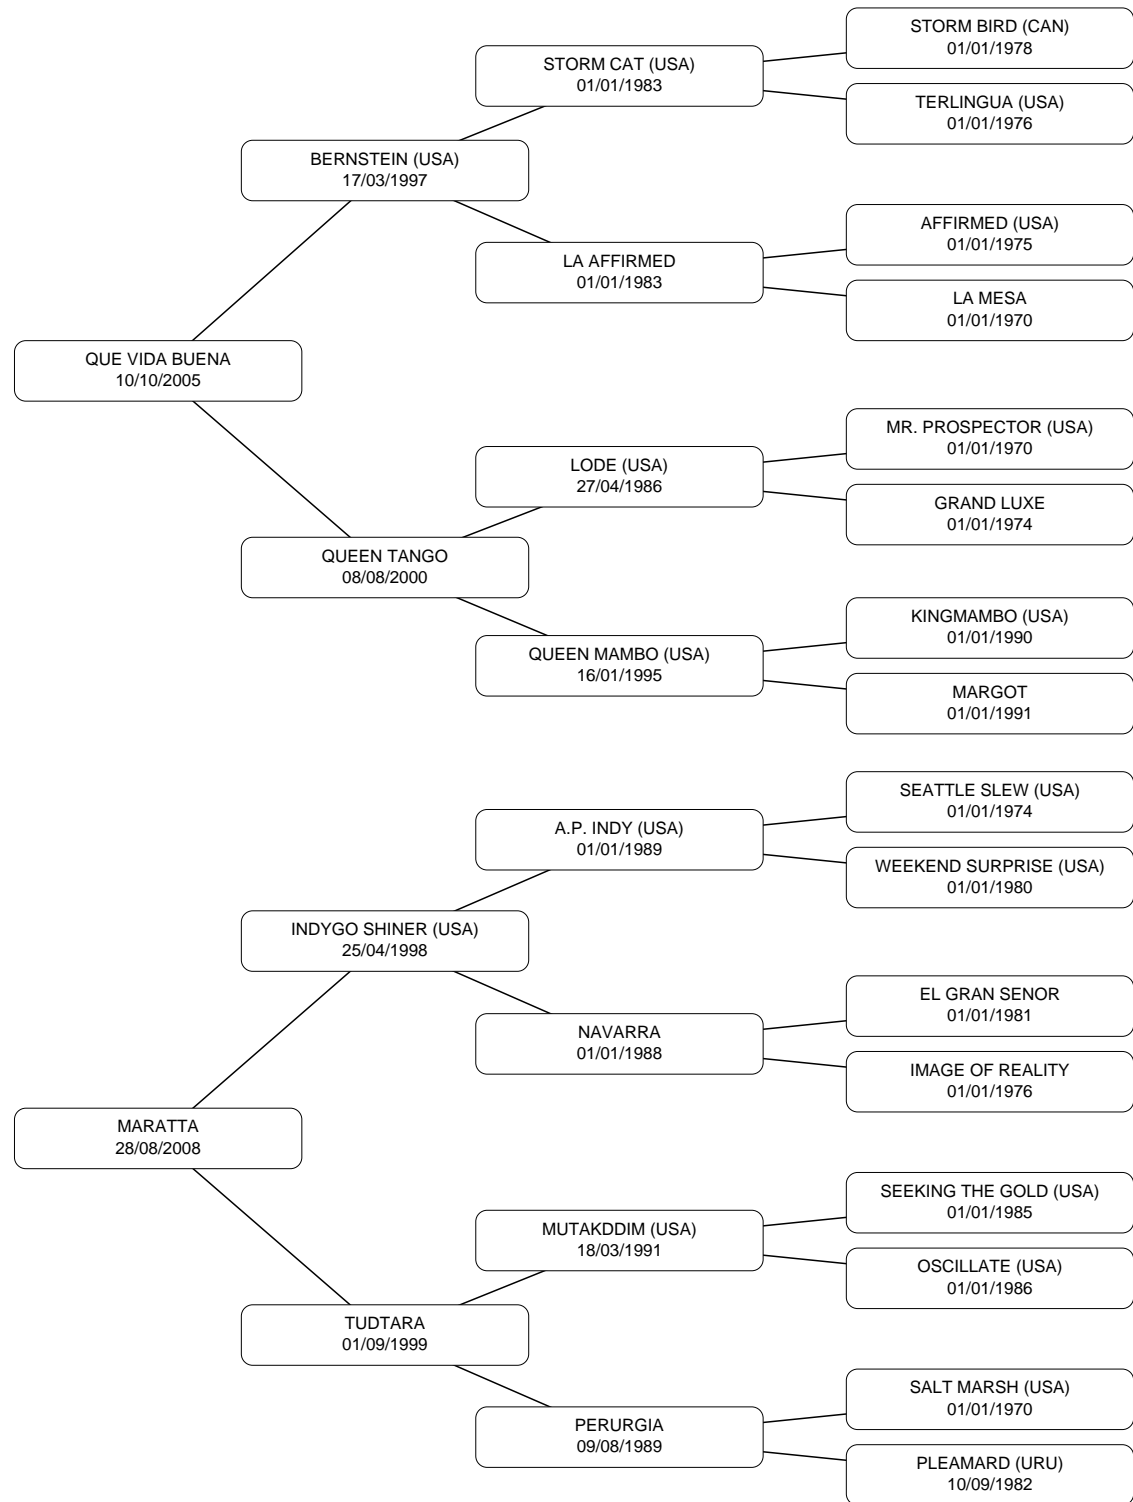 STORM BIRD (CAN)
01/01/1978
STORM CAT (USA)
01/01/1983
TERLINGUA (USA)
01/01/1976
BERNSTEIN (USA)
17/03/1997
AFFIRMED (USA)
01/01/1975
LA AFFIRMED
01/01/1983
LA MESA
01/01/1970
QUE VIDA BUENA
10/10/2005
MR. PROSPECTOR (USA)
01/01/1970
LODE (USA)
27/04/1986
GRAND LUXE
01/01/1974
QUEEN TANGO
08/08/2000
KINGMAMBO (USA)
01/01/1990
QUEEN MAMBO (USA)
16/01/1995
MARGOT
01/01/1991
SEATTLE SLEW (USA)
01/01/1974
A.P. INDY (USA)
01/01/1989
WEEKEND SURPRISE (USA)
01/01/1980
INDYGO SHINER (USA)
25/04/1998
EL GRAN SENOR
01/01/1981
NAVARRA
01/01/1988
IMAGE OF REALITY
01/01/1976
MARATTA
28/08/2008
SEEKING THE GOLD (USA)
01/01/1985
MUTAKDDIM (USA)
18/03/1991
OSCILLATE (USA)
01/01/1986
TUDTARA
01/09/1999
SALT MARSH (USA)
01/01/1970
PERURGIA
09/08/1989
PLEAMARD (URU)
10/09/1982